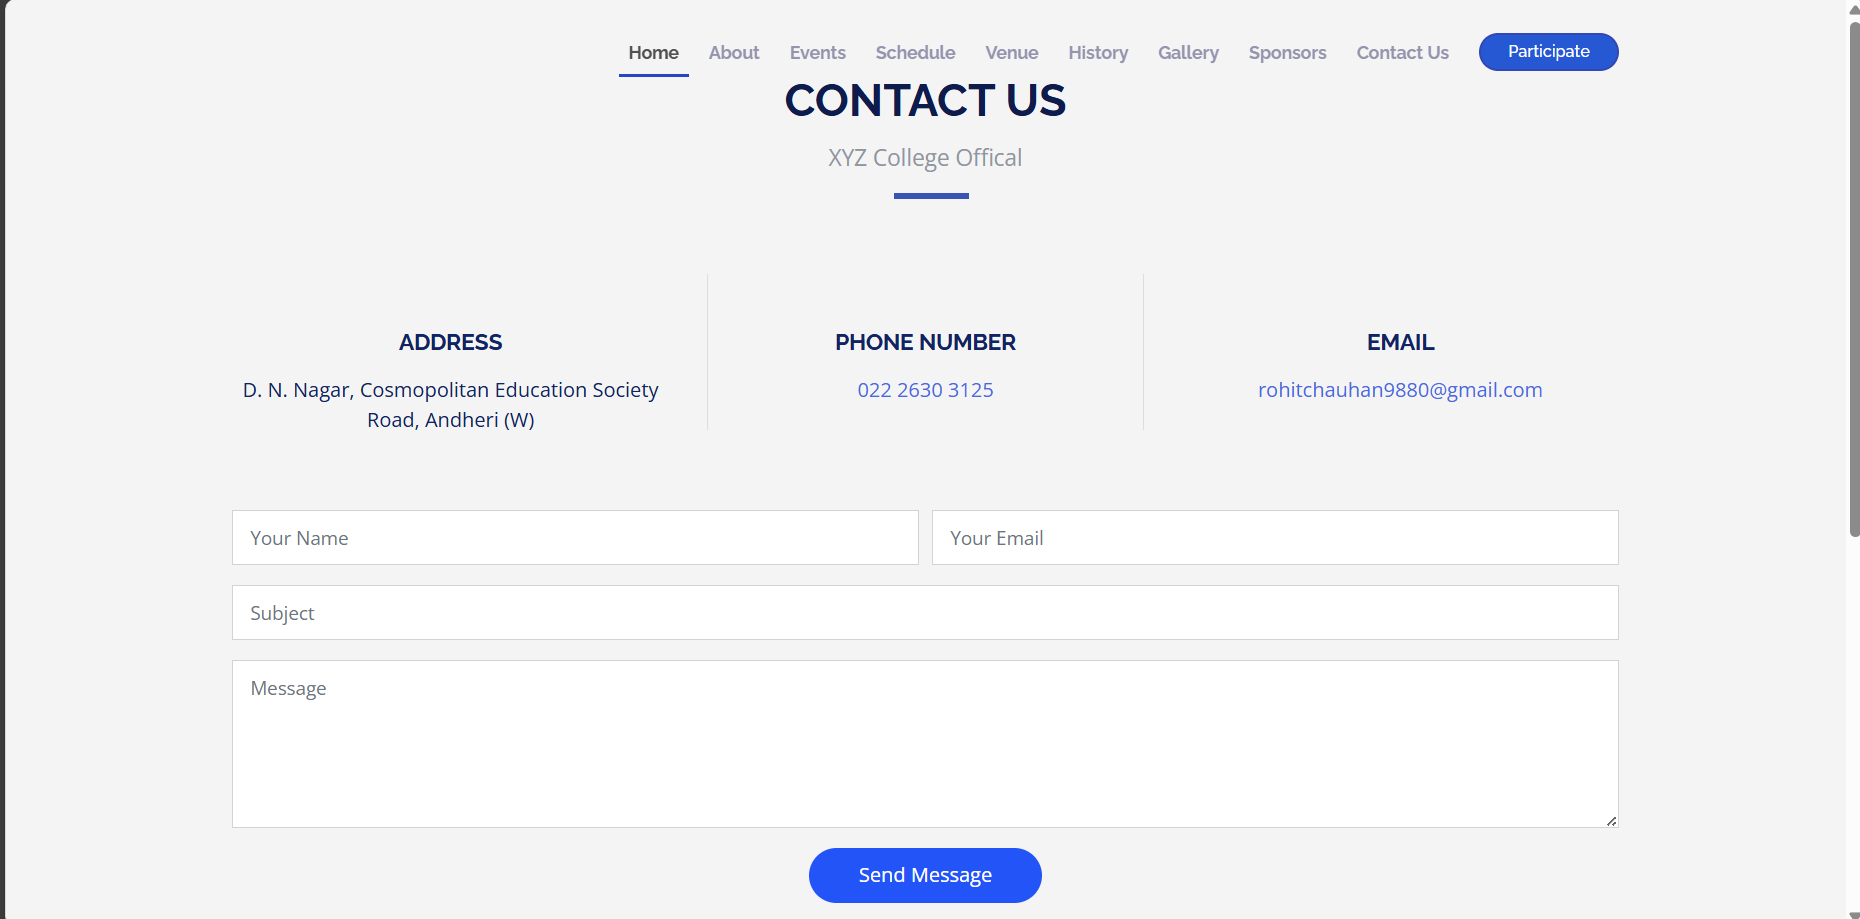 Home About Events Schedule Venue History Gallery Sponsors Contact Us Participate
CONTACT US
XYZ College Offical
ADDRESS
D. N. Nagar, Cosmopolitan Education Society
Road, Andheri (W)
PHONE NUMBER
022 2630 3125
EMAIL
rohitchauhan9880@gmail.com
Your Name
Your Email
Subject
Message
Send Message